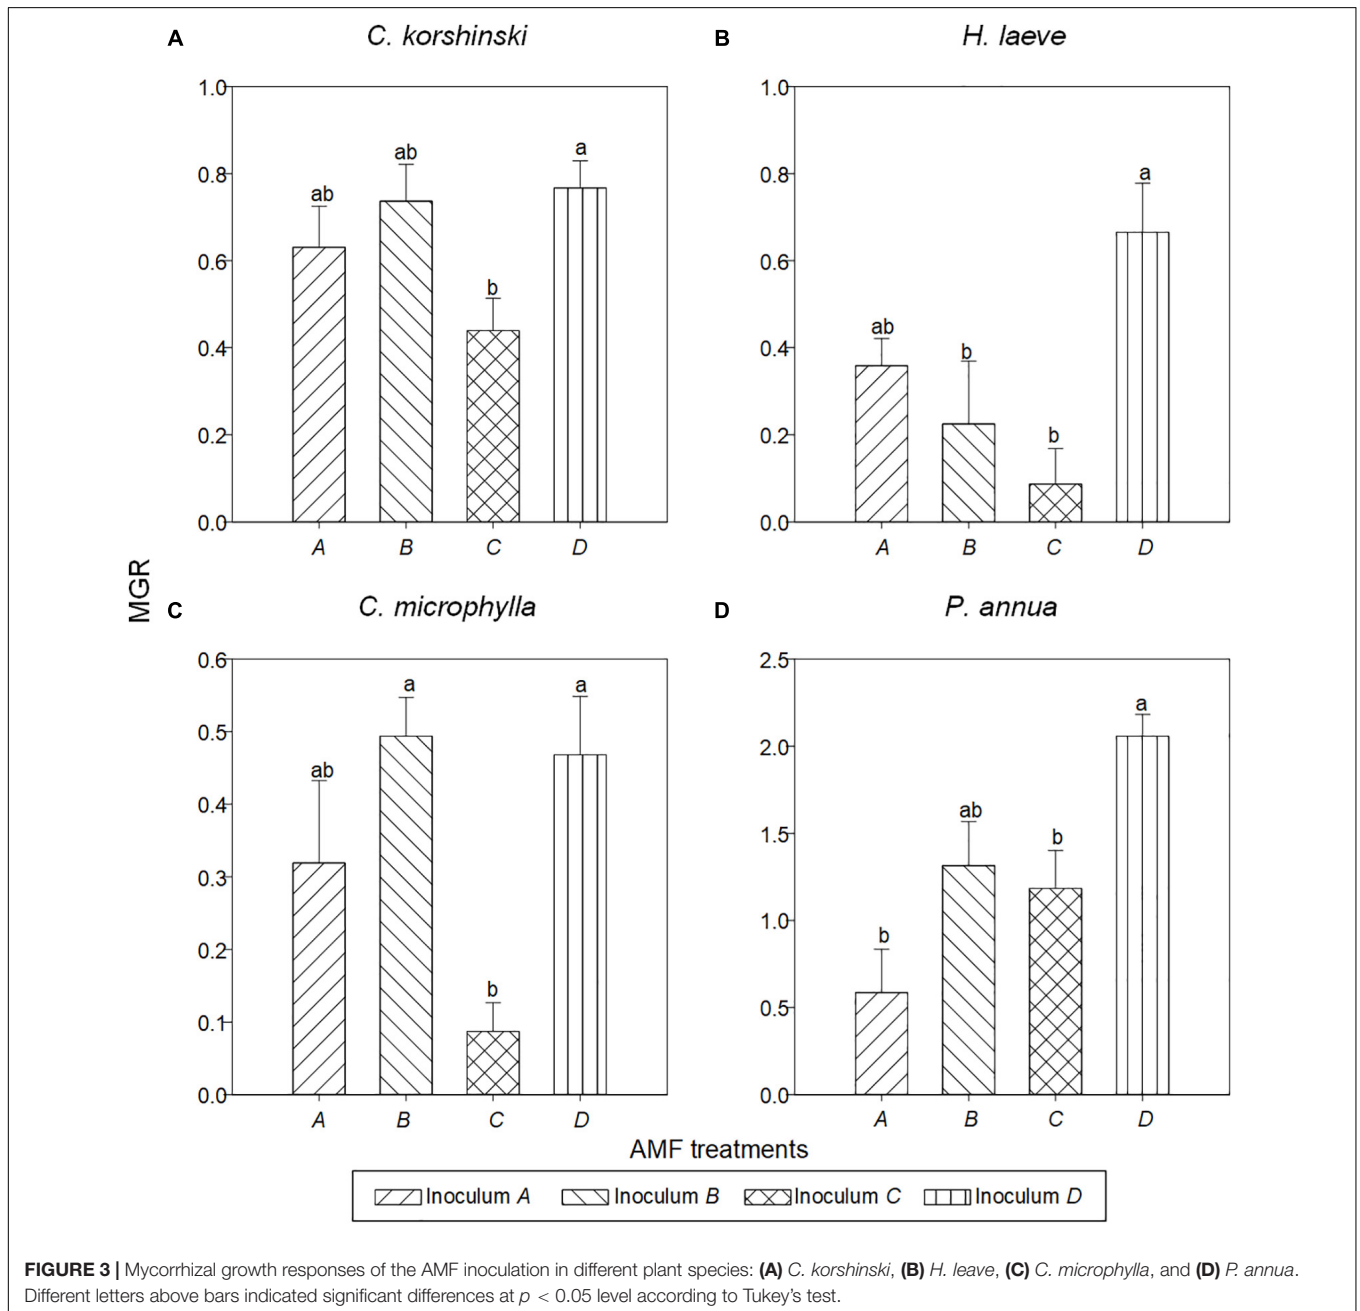 A C. korshinski
1.0
0.8
0.6
0.4
0.2
0.0
ab
ab
b
a
A B C D
B H. laeve
1.0
0.8
0.6
0.4
0.2
0.0
ab
b
b
a
A B C D
MGR
C C. microphylla
0.6
0.5
0.4
0.3
0.2
0.1
0.0
ab
a
b
a
A B C D
D P. annua
2.5
2.0
1.5
1.0
0.5
0.0
b
ab
b
a
A B C D
AMF treatments
Inoculum A Inoculum B Inoculum C Inoculum D
FIGURE 3 | Mycorrhizal growth responses of the AMF inoculation in different plant species: (A) C. korshinski, (B) H. leave, (C) C. microphylla, and (D) P. annua.
Different letters above bars indicated significant differences at p < 0.05 level according to Tukey's test.